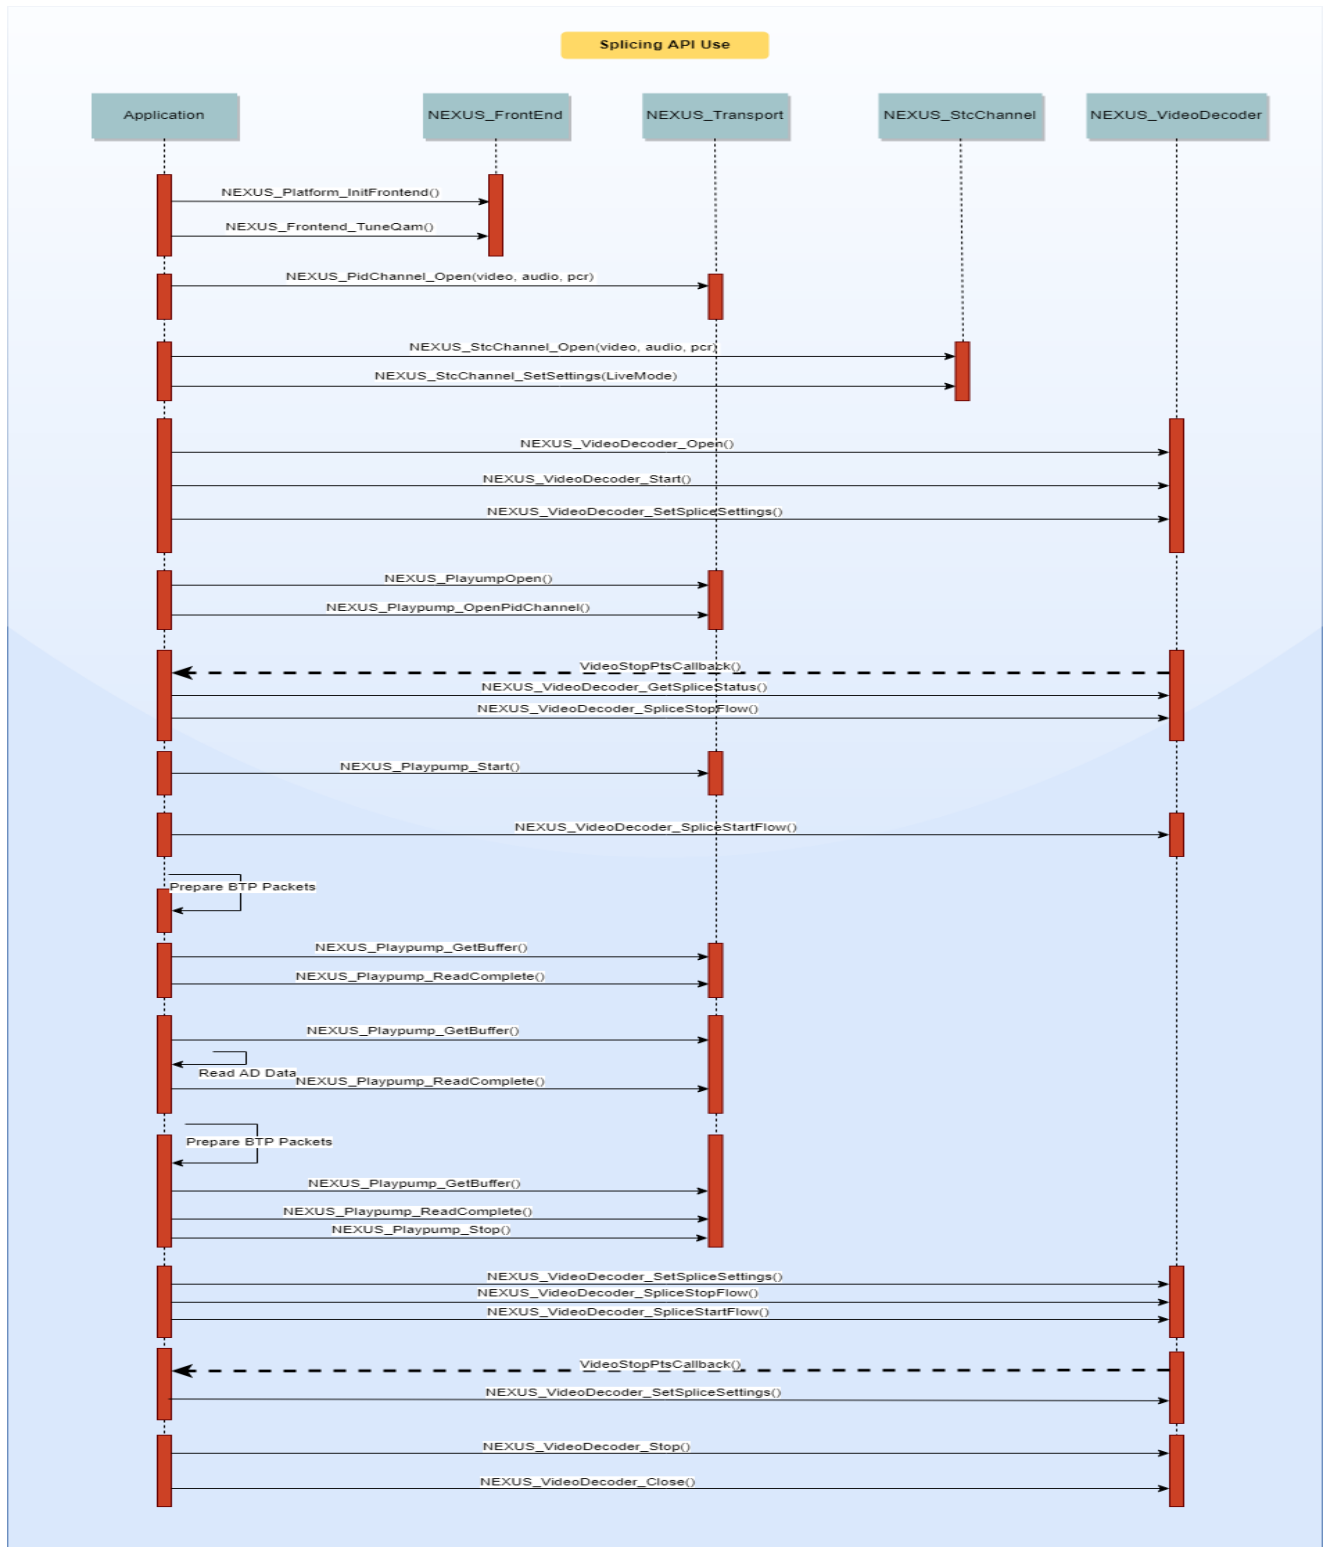 Splicing API Use
Application
NEXUS_FrontEnd
NEXUS_Transport
NEXUS_StcChannel
NEXUS_VideoDecoder
NEXUS_Platform_InitFrontend()
NEXUS_Frontend_TuneQam()
NEXUS_PidChannel_Open(video, audio, pcr)
NEXUS_StcChannel_Open(video, audio, pcr)
NEXUS_StcChannel_SetSettings(LiveMode)
NEXUS_VideoDecoder_Open()
NEXUS_VideoDecoder_Start()
NEXUS_VideoDecoder_SetSpliceSettings()
NEXUS_PlayumpOpen()
NEXUS_Playpump_OpenPidChannel()
VideoStopPtsCallback()
NEXUS_VideoDecoder_GetSpliceStatus()
NEXUS_VideoDecoder_SpliceStopFlow()
NEXUS_Playpump_Start()
NEXUS_VideoDecoder_SpliceStartFlow()
Prepare BTP Packets
NEXUS_Playpump_GetBuffer()
NEXUS_Playpump_ReadComplete()
NEXUS_Playpump_GetBuffer()
Read AD Data
NEXUS_Playpump_ReadComplete()
Prepare BTP Packets
NEXUS_Playpump_GetBuffer()
NEXUS_Playpump_ReadComplete()
NEXUS_Playpump_Stop()
NEXUS_VideoDecoder_SetSpliceSettings()
NEXUS_VideoDecoder_SpliceStopFlow()
NEXUS_VideoDecoder_SpliceStartFlow()
VideoStopPtsCallback()
NEXUS_VideoDecoder_SetSpliceSettings()
NEXUS_VideoDecoder_Stop()
NEXUS_VideoDecoder_Close()